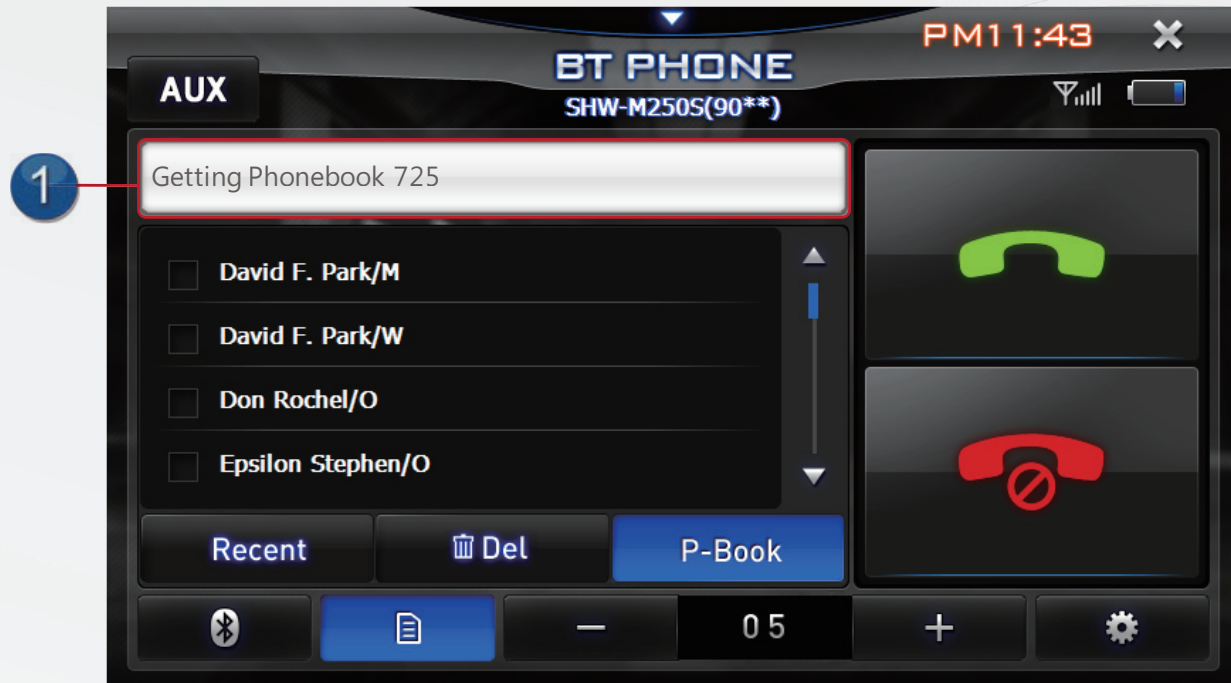 PM11:43
BT PHONE
AUX
SHW-M250S(90**)
1
Getting Phonebook 725
David F. Park/M
David F. Park/W
Don Rochel/O
Epsilon Stephen/O
Recent Del P-Book
— 05 +